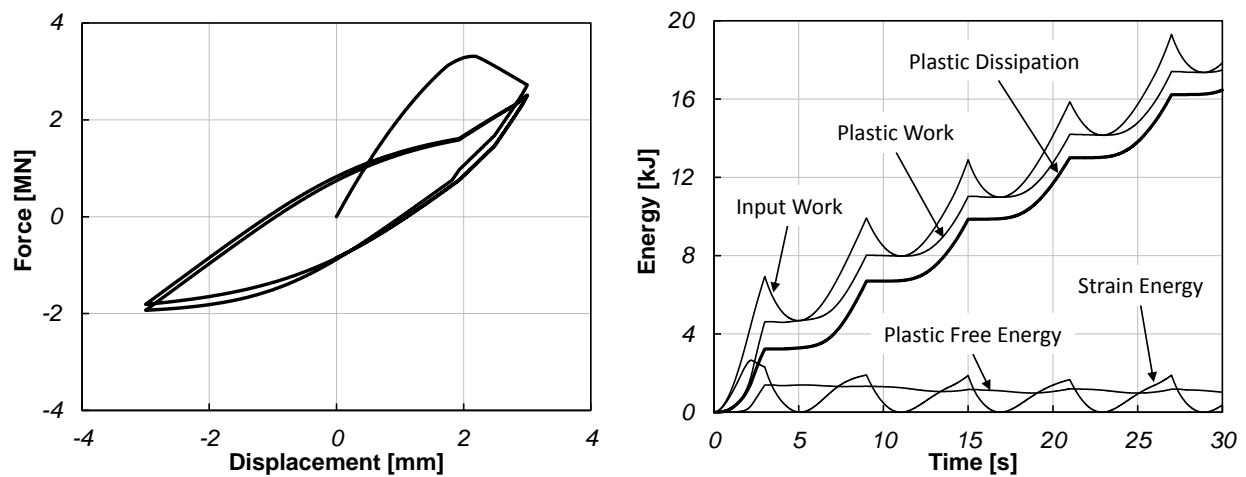 4
2
0
-2
-4
-4
-2
0
2
4
Force [MN]
Displacement [mm]
20
16
12
8
4
0
0
5
10
15
20
25
30
Energy [kJ]
Time [s]
Plastic Dissipation
Plastic Work
Input Work
Strain Energy
Plastic Free Energy